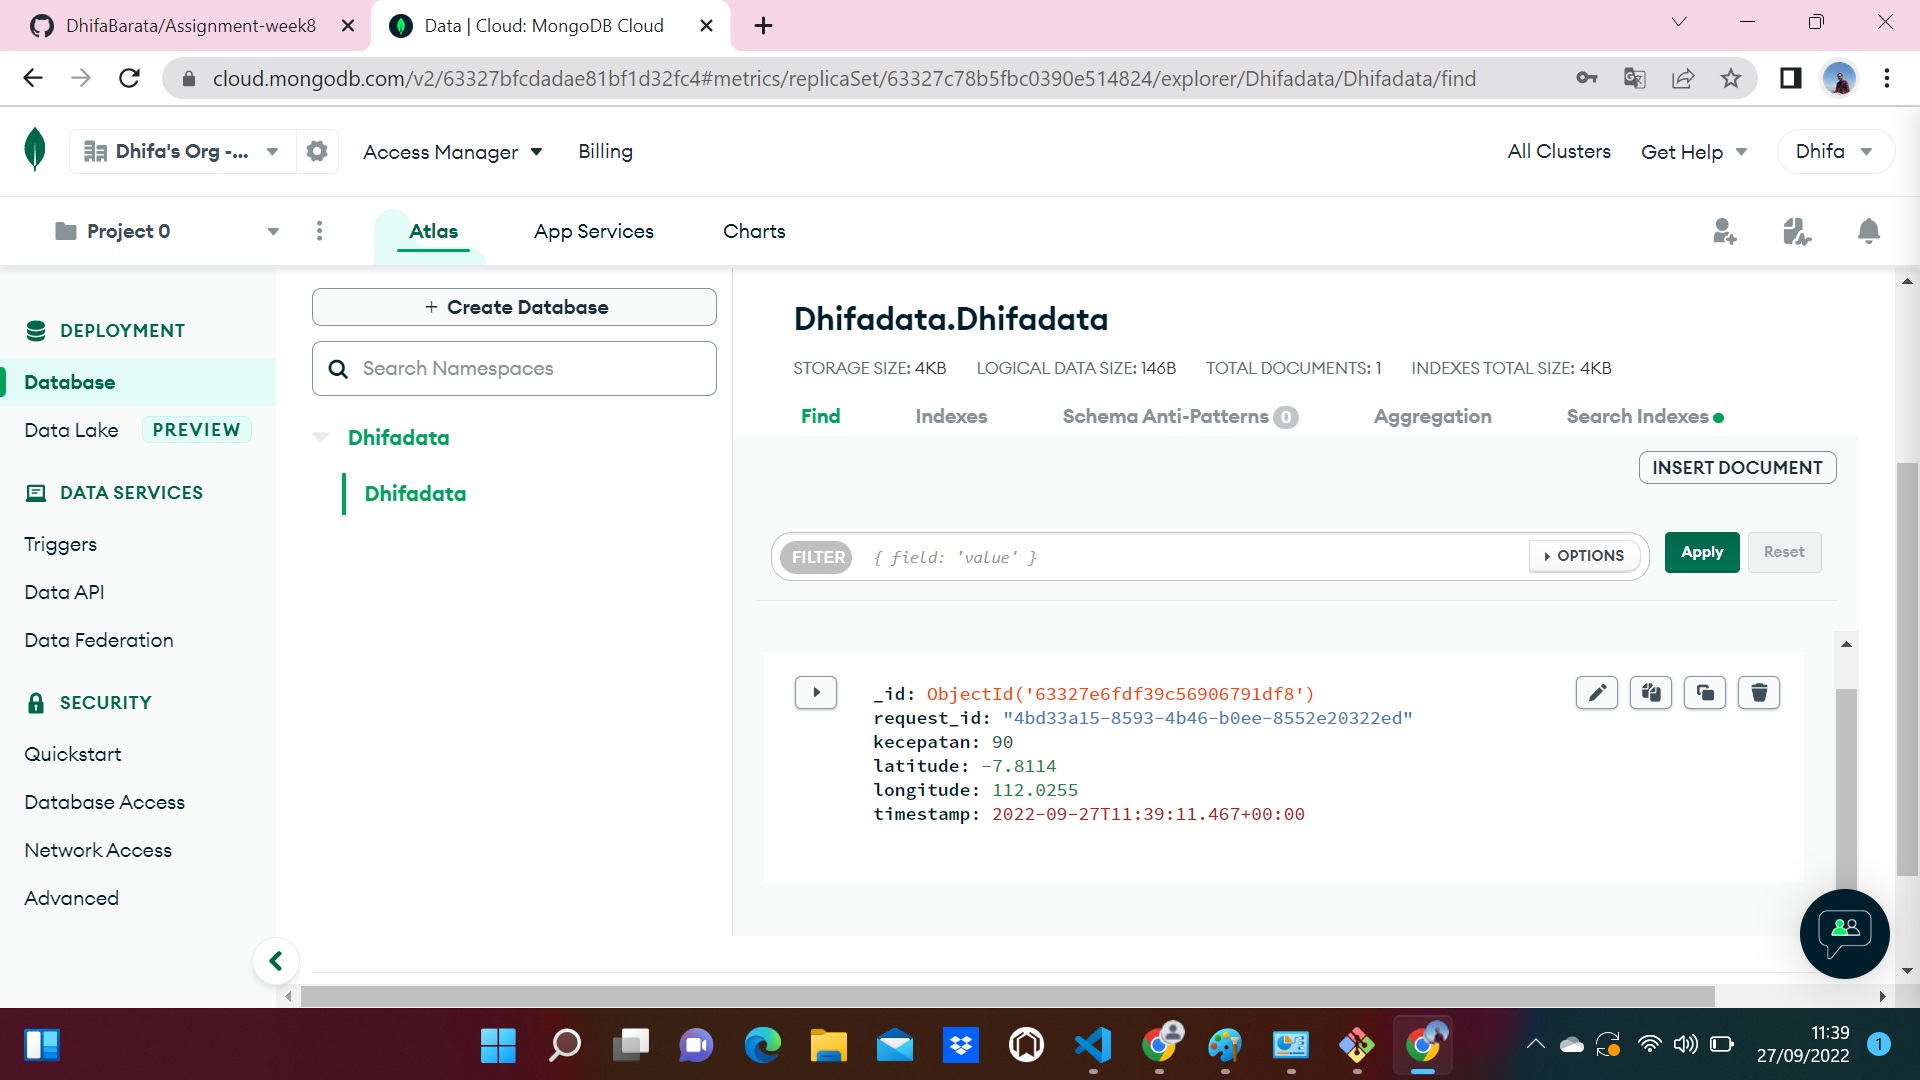 DhifaBarata/Assignment-week8
Data | Cloud: MongoDB Cloud
cloud.mongodb.com/v2/63327bfcdadae81bf1d32fc4#metrics/replicaSet/63327c78b5fbc0390e514824/explorer/Dhifadata/Dhifadata/find
Dhifa's Org -...
Access Manager
Billing
All Clusters
Get Help
Dhifa
Project 0
Atlas
App Services
Charts
DEPLOYMENT
Database
Data Lake PREVIEW
DATA SERVICES
Triggers
Data API
Data Federation
SECURITY
Quickstart
Database Access
Network Access
Advanced
+ Create Database
Search Namespaces
Dhifadata
Dhifadata
Dhifadata.Dhifadata
STORAGE SIZE: 4KB LOGICAL DATA SIZE: 146B TOTAL DOCUMENTS: 1 INDEXES TOTAL SIZE: 4KB
Find Indexes Schema Anti-Patterns 0 Aggregation Search Indexes
INSERT DOCUMENT
FILTER { field: 'value' } OPTIONS Apply Reset
_id: ObjectId('63327e6fdf39c56906791df8')
request_id: "4bd33a15-8593-4b46-b0ee-8552e20322ed"
kecepatan: 90
latitude: -7.8114
longitude: 112.0255
timestamp: 2022-09-27T11:39:11.467+00:00
11:39
27/09/2022
1